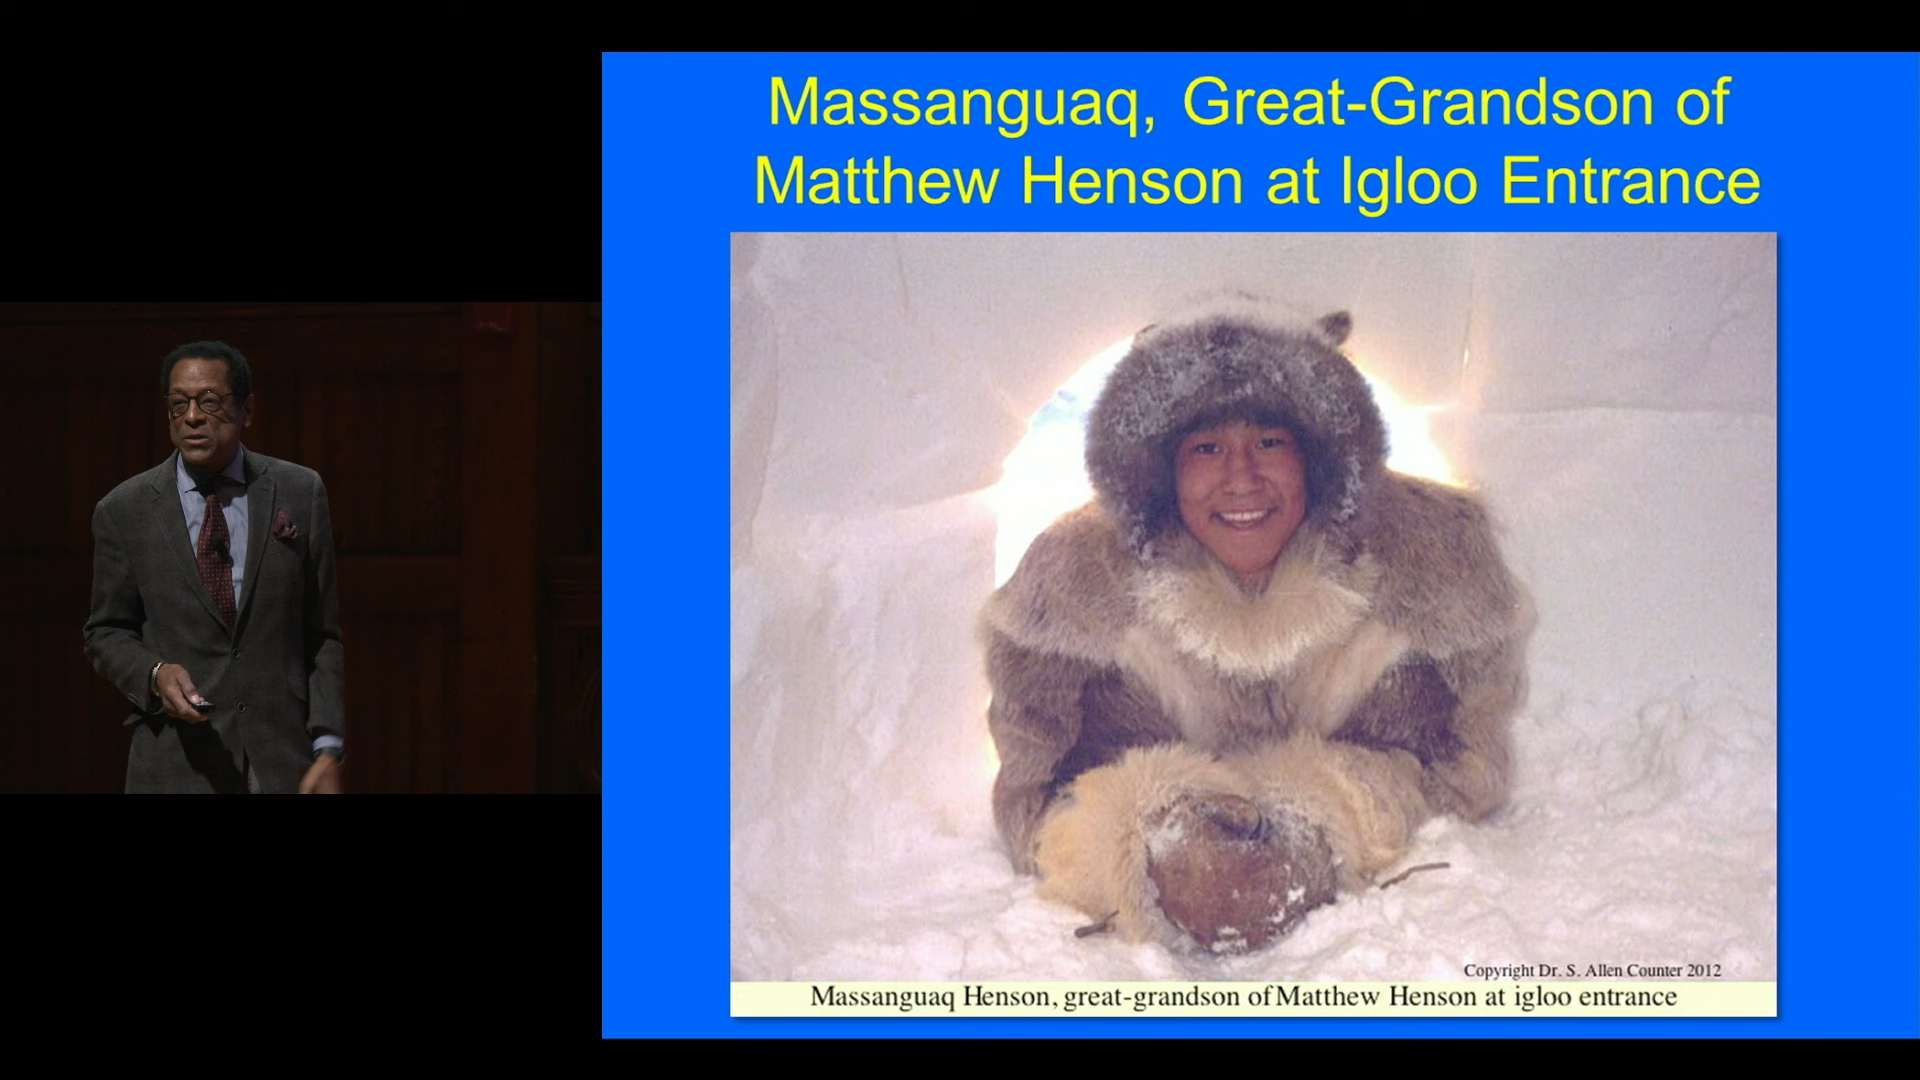 Massanguaq, Great-Grandson of
Matthew Henson at Igloo Entrance
Copyright Dr. S. Allen Counter 2012
Massanguaq Henson, great-grandson of Matthew Henson at igloo entrance